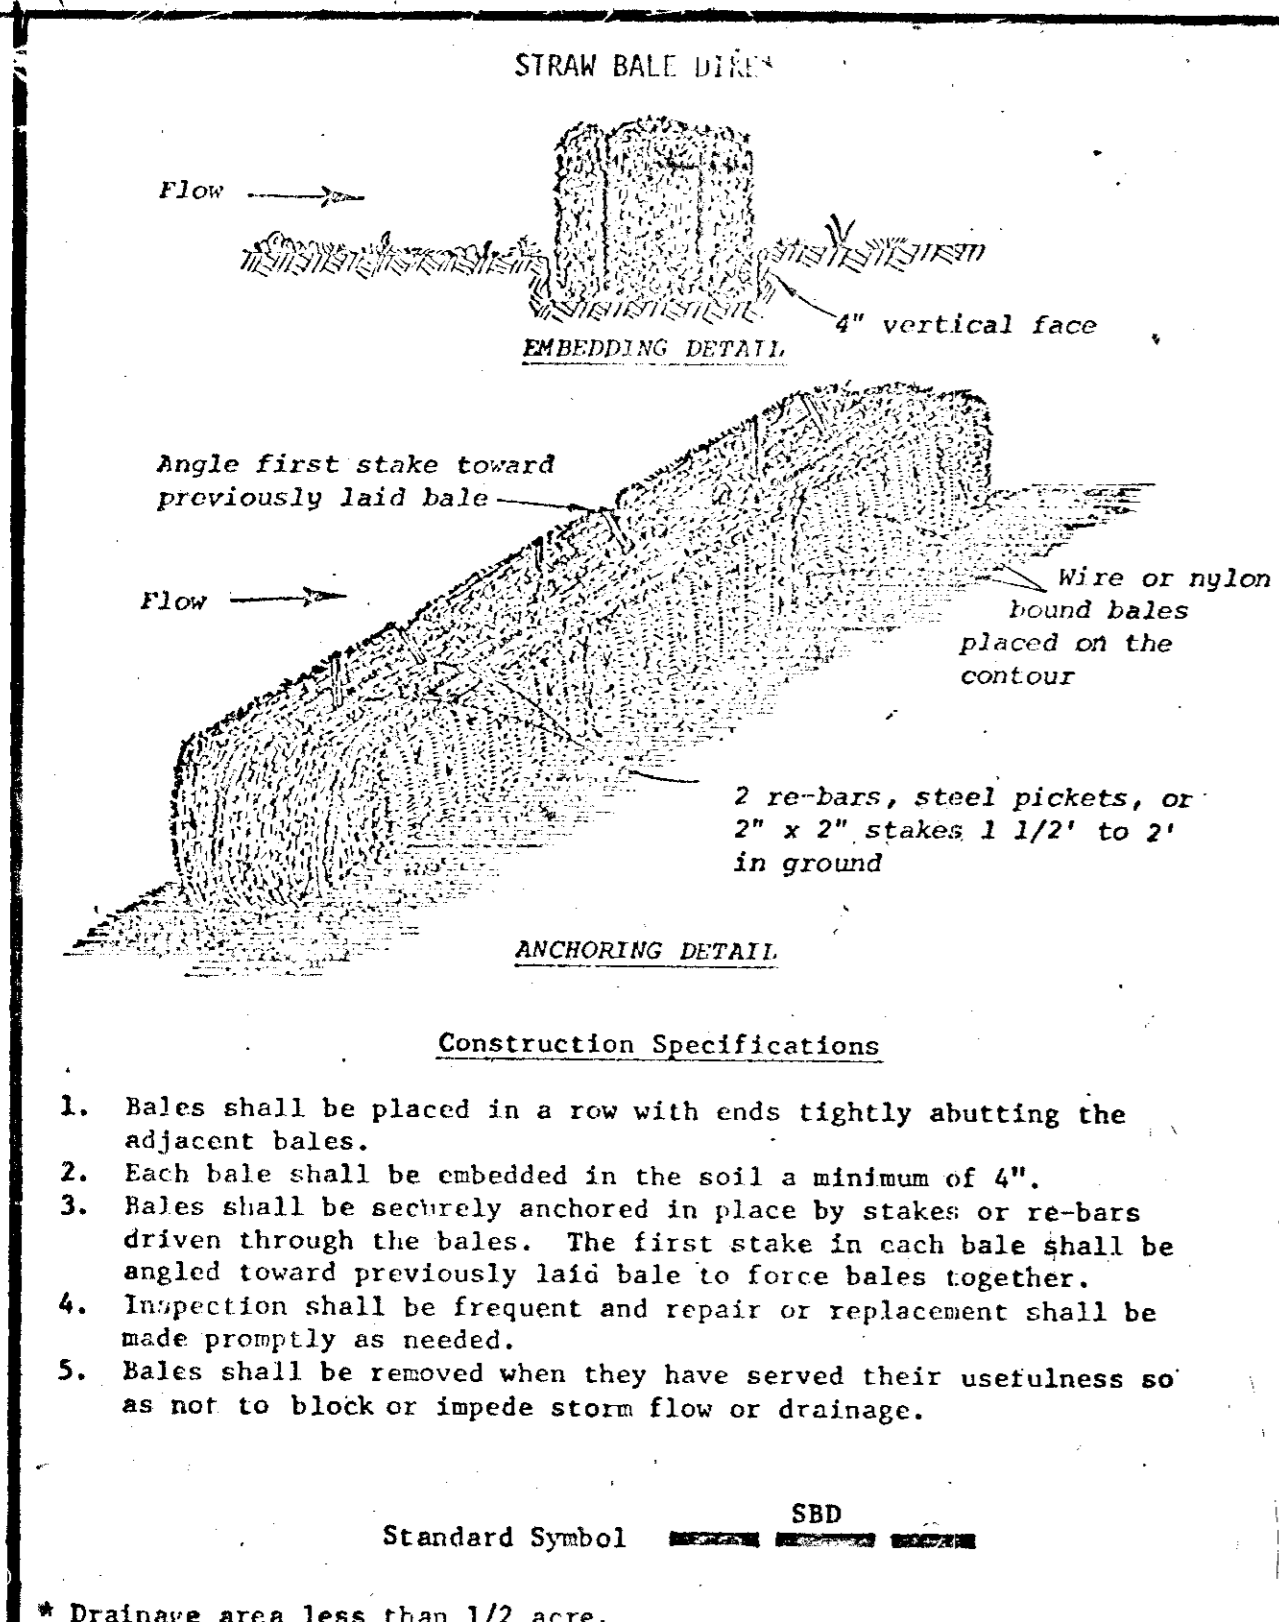 STRAW BALE DIKE*
Flow
4" vertical face
EMBEDDING DETAIL
Angle first stake toward
previously laid bale
Flow
Wire or nylon
bound bales
placed on the
contour
2 re-bars, steel pickets, or
2" x 2" stakes 1 1/2' to 2'
in ground
ANCHORING DETAIL
Construction Specifications
1. Bales shall be placed in a row with ends tightly abutting the
adjacent bales.
2. Each bale shall be embedded in the soil a minimum of 4".
3. Bales shall be securely anchored in place by stakes or re-bars
driven through the bales. The first stake in each bale shall be
angled toward previously laid bale to force bales together.
4. Inspection shall be frequent and repair or replacement shall be
made promptly as needed.
5. Bales shall be removed when they have served their usefulness so
as not to block or impede storm flow or drainage.
SBD
Standard Symbol
* Drainage area less than 1/2 acre.